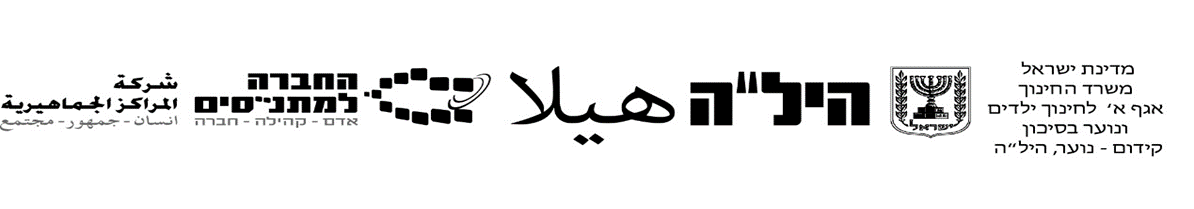 מדינת ישראל
משרד החינוך
אגף א׳ לחינוך ילדים
ונוער בסיכון
קידום - נוער, היל״ה
ישראל
היל״ה
هيلا
החברה
למתנ׳סים
אדם - קהילה - חברה
شركة
المراكز الجماهيرية
انسان - جمهور - مجتمع